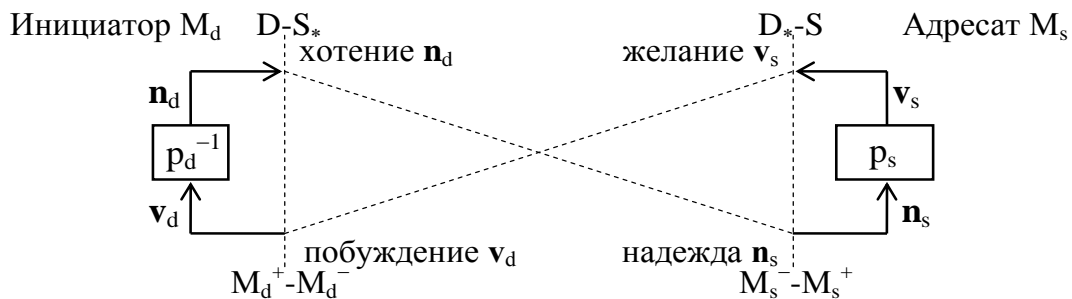 Инициатор M_d D-S_* D_*-S Адресат M_s
хотение n_d желание v_s
n_d v_s
p_d^−1 p_s
v_d n_s
побуждение v_d надежда n_s
M_d^+-M_d^− M_s^−-M_s^+